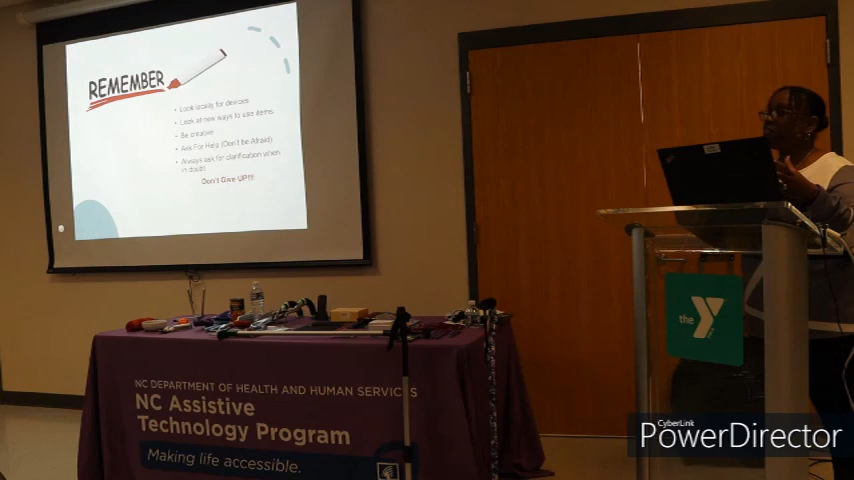 REMEMBER
• Look locally for devices
• Look at new ways to use items
• Be creative
• Ask For Help (Don't be Afraid)
• Always ask for clarification when
in doubt
Don't Give UP!!!!
the Y
NC DEPARTMENT OF HEALTH AND HUMAN SERVICES
NC Assistive
Technology Program
Making life accessible.
CyberLink
PowerDirector